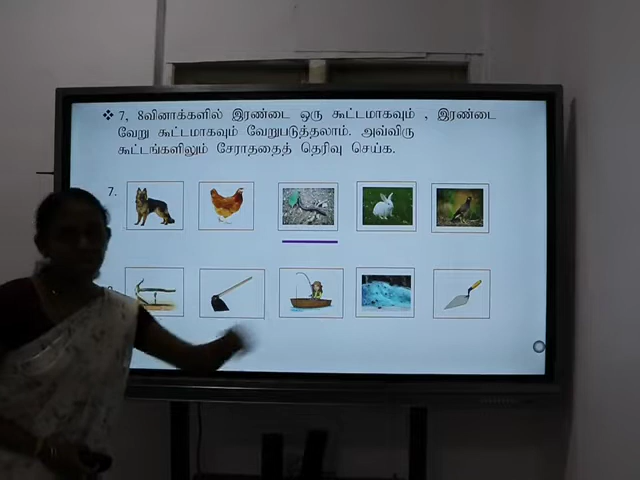 ❖ 7, 8வினாக்களில் இரண்டை ஒரு கூட்டமாகவும் , இரண்டை
வேறு கூட்டமாகவும் வேறுபடுத்தலாம். அவ்விரு
கூட்டங்களிலும் சேராததைத் தெரிவு செய்க.
7.